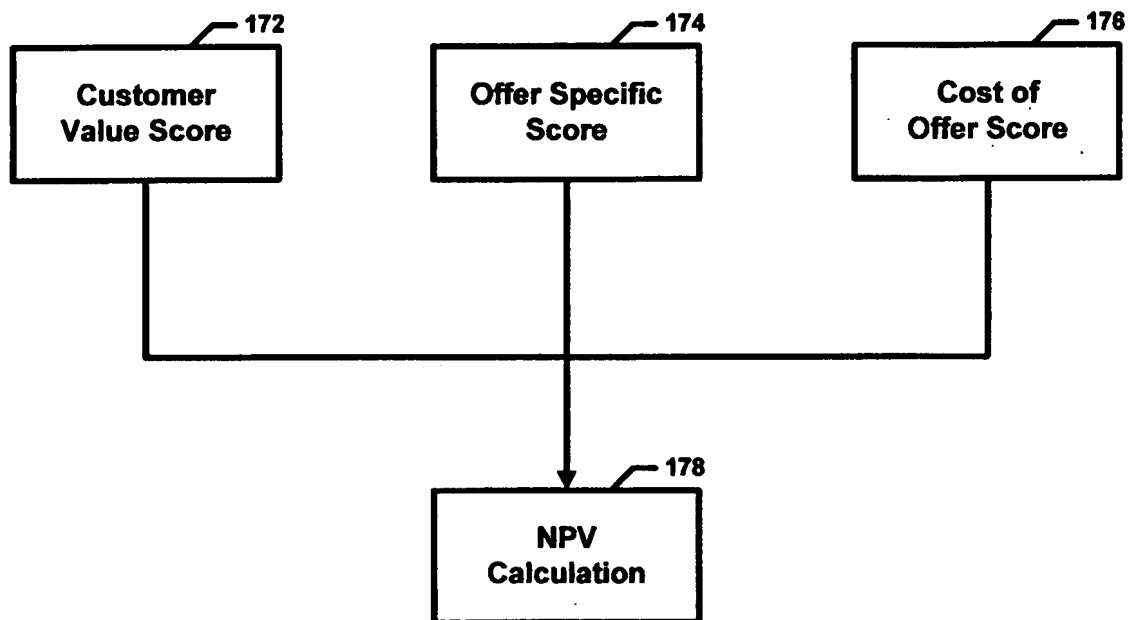 172
Customer
Value Score
174
Offer Specific
Score
176
Cost of
Offer Score
178
NPV
Calculation